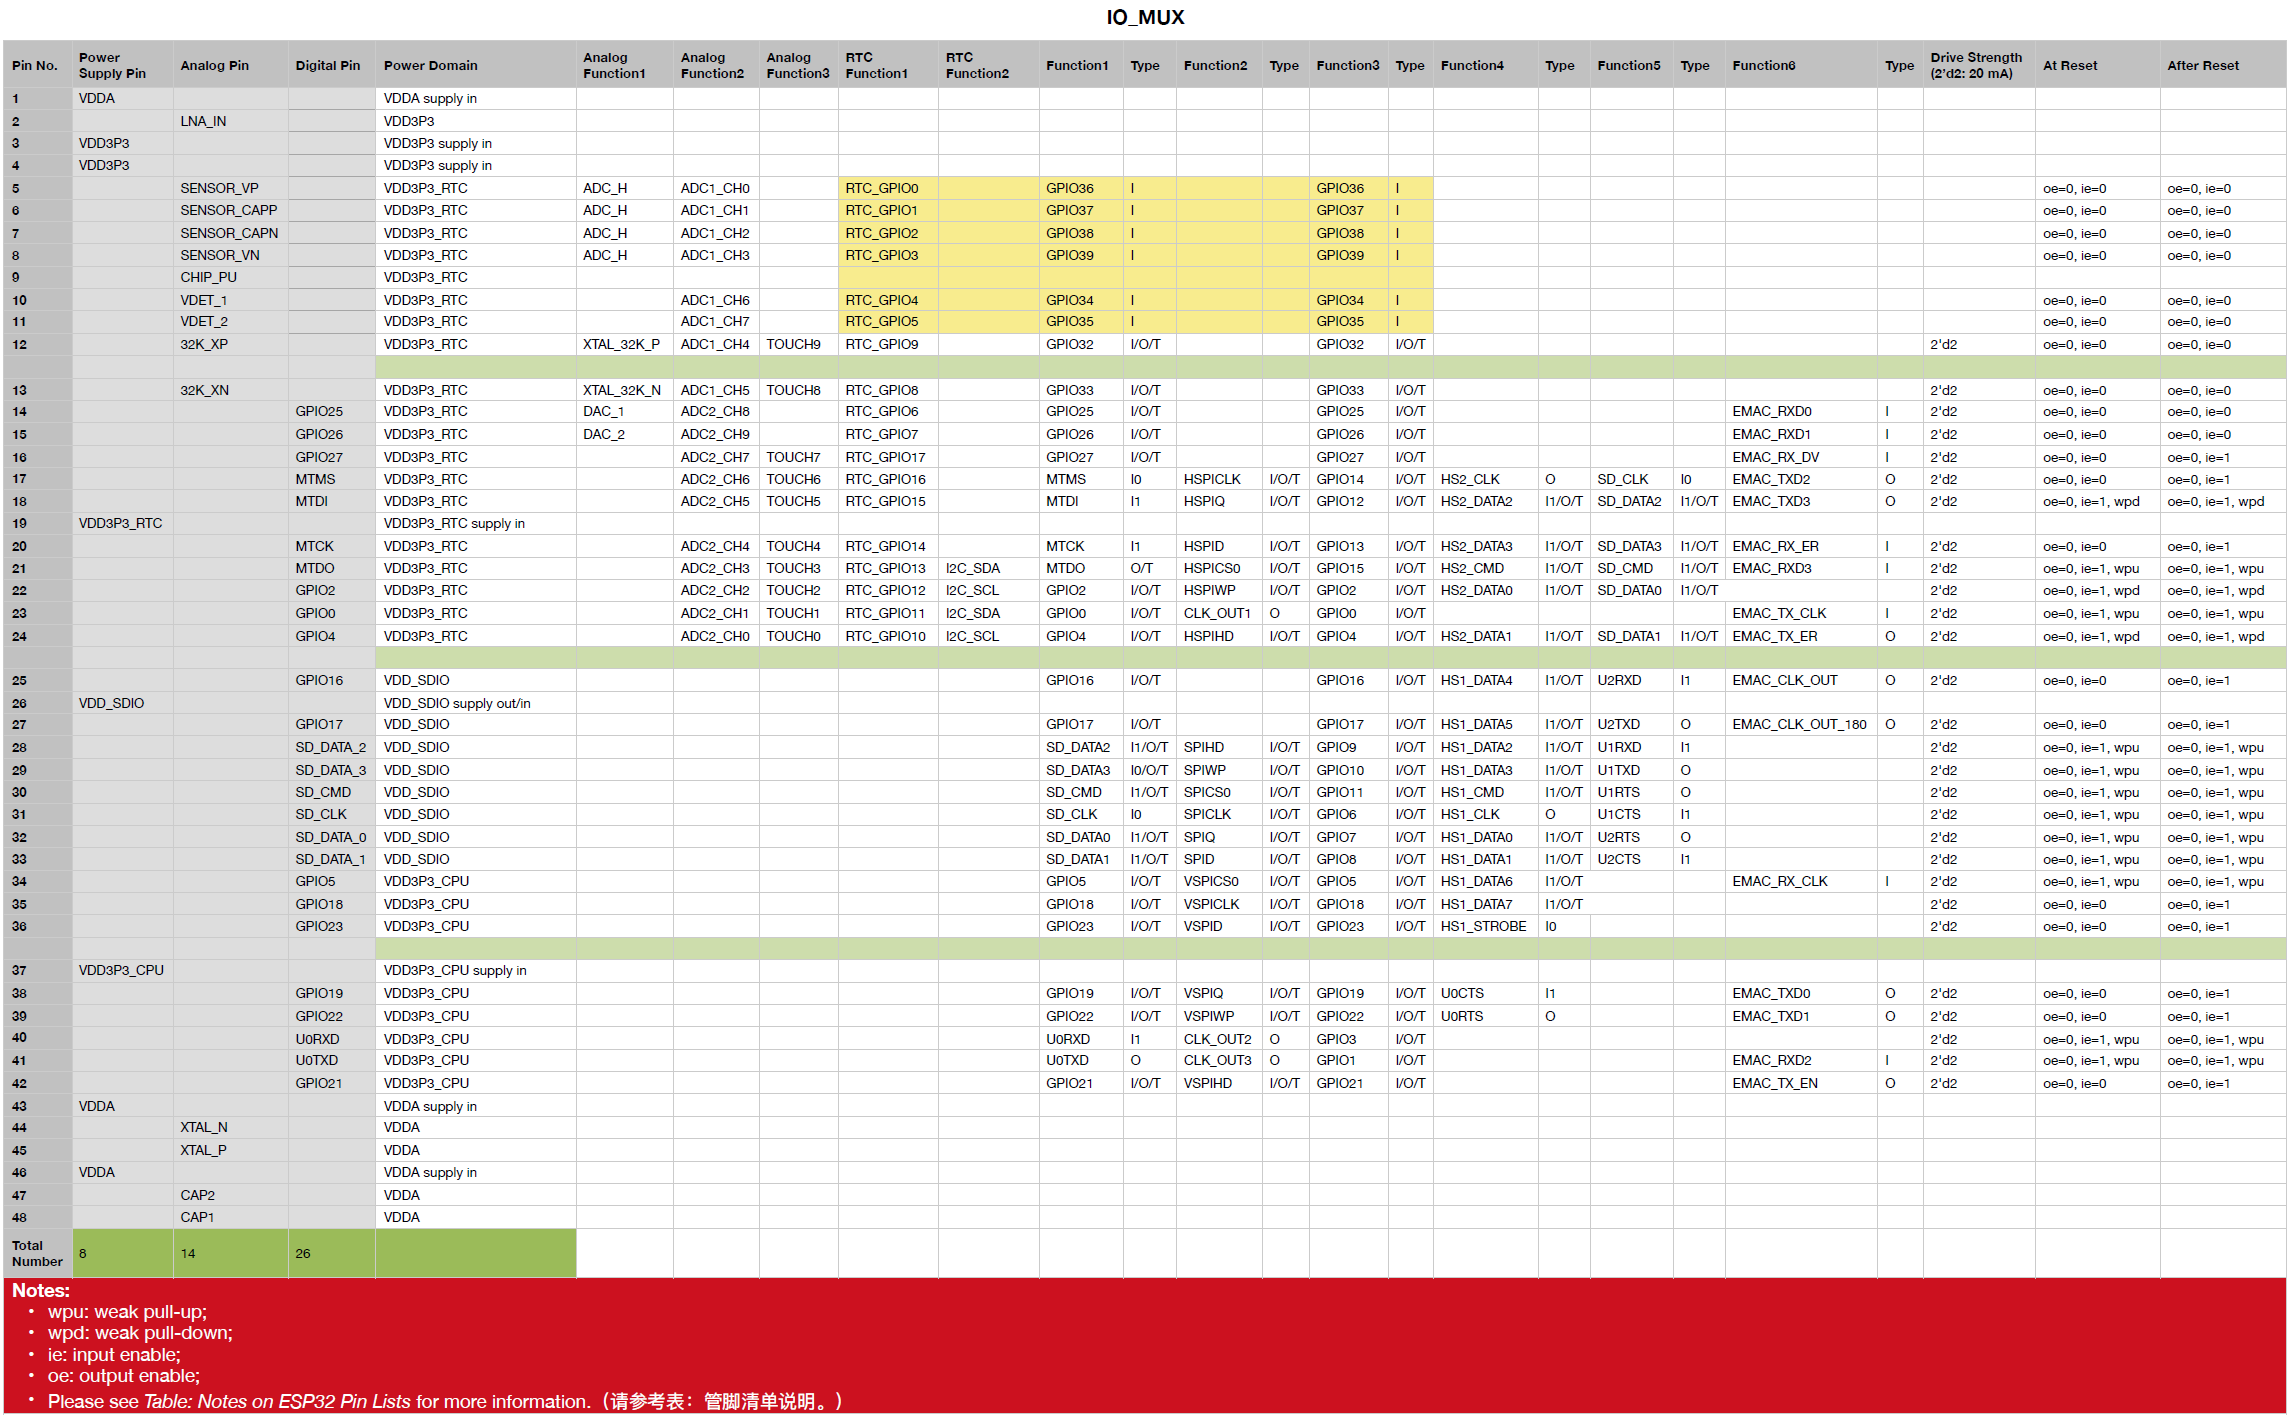 IO_MUX
Pin No. Power Supply Pin Analog Pin Digital Pin Power Domain Analog Function1 Analog Function2 Analog Function3 RTC Function1 RTC Function2 Function1 Type Function2 Type Function3 Type Function4 Type Function5 Type Function6 Type Drive Strength (2'd2: 20 mA) At Reset After Reset
1 VDDA VDDA supply in
2 LNA_IN VDD3P3
3 VDD3P3 VDD3P3 supply in
4 VDD3P3 VDD3P3 supply in
5 SENSOR_VP VDD3P3_RTC ADC_H ADC1_CH0 RTC_GPIO0 GPIO36 I GPIO36 I oe=0, ie=0 oe=0, ie=0
6 SENSOR_CAPP VDD3P3_RTC ADC_H ADC1_CH1 RTC_GPIO1 GPIO37 I GPIO37 I oe=0, ie=0 oe=0, ie=0
7 SENSOR_CAPN VDD3P3_RTC ADC_H ADC1_CH2 RTC_GPIO2 GPIO38 I GPIO38 I oe=0, ie=0 oe=0, ie=0
8 SENSOR_VN VDD3P3_RTC ADC_H ADC1_CH3 RTC_GPIO3 GPIO39 I GPIO39 I oe=0, ie=0 oe=0, ie=0
9 CHIP_PU VDD3P3_RTC
10 VDET_1 VDD3P3_RTC ADC1_CH6 RTC_GPIO4 GPIO34 I GPIO34 I oe=0, ie=0 oe=0, ie=0
11 VDET_2 VDD3P3_RTC ADC1_CH7 RTC_GPIO5 GPIO35 I GPIO35 I oe=0, ie=0 oe=0, ie=0
12 32K_XP VDD3P3_RTC XTAL_32K_P ADC1_CH4 TOUCH9 RTC_GPIO9 GPIO32 I/O/T GPIO32 I/O/T 2'd2 oe=0, ie=0 oe=0, ie=0
13 32K_XN VDD3P3_RTC XTAL_32K_N ADC1_CH5 TOUCH8 RTC_GPIO8 GPIO33 I/O/T GPIO33 I/O/T 2'd2 oe=0, ie=0 oe=0, ie=0
14 GPIO25 VDD3P3_RTC DAC_1 ADC2_CH8 RTC_GPIO6 GPIO25 I/O/T GPIO25 I/O/T EMAC_RXD0 I 2'd2 oe=0, ie=0 oe=0, ie=0
15 GPIO26 VDD3P3_RTC DAC_2 ADC2_CH9 RTC_GPIO7 GPIO26 I/O/T GPIO26 I/O/T EMAC_RXD1 I 2'd2 oe=0, ie=0 oe=0, ie=0
16 GPIO27 VDD3P3_RTC ADC2_CH7 TOUCH7 RTC_GPIO17 GPIO27 I/O/T GPIO27 I/O/T EMAC_RX_DV I 2'd2 oe=0, ie=0 oe=0, ie=1
17 MTMS VDD3P3_RTC ADC2_CH6 TOUCH6 RTC_GPIO16 MTMS I0 HSPICLK I/O/T GPIO14 I/O/T HS2_CLK O SD_CLK I0 EMAC_TXD2 O 2'd2 oe=0, ie=0 oe=0, ie=1
18 MTDI VDD3P3_RTC ADC2_CH5 TOUCH5 RTC_GPIO15 MTDI I1 HSPIQ I/O/T GPIO12 I/O/T HS2_DATA2 I1/O/T SD_DATA2 I1/O/T EMAC_TXD3 O 2'd2 oe=0, ie=1, wpd oe=0, ie=1, wpd
19 VDD3P3_RTC VDD3P3_RTC supply in
20 MTCK VDD3P3_RTC ADC2_CH4 TOUCH4 RTC_GPIO14 MTCK I1 HSPID I/O/T GPIO13 I/O/T HS2_DATA3 I1/O/T SD_DATA3 I1/O/T EMAC_RX_ER I 2'd2 oe=0, ie=0 oe=0, ie=1
21 MTDO VDD3P3_RTC ADC2_CH3 TOUCH3 RTC_GPIO13 I2C_SDA MTDO O/T HSPICS0 I/O/T GPIO15 I/O/T HS2_CMD I1/O/T SD_CMD I1/O/T EMAC_RXD3 I 2'd2 oe=0, ie=1, wpu oe=0, ie=1, wpu
22 GPIO2 VDD3P3_RTC ADC2_CH2 TOUCH2 RTC_GPIO12 I2C_SCL GPIO2 I/O/T HSPIWP I/O/T GPIO2 I/O/T HS2_DATA0 I1/O/T SD_DATA0 I1/O/T 2'd2 oe=0, ie=1, wpd oe=0, ie=1, wpd
23 GPIO0 VDD3P3_RTC ADC2_CH1 TOUCH1 RTC_GPIO11 I2C_SDA GPIO0 I/O/T CLK_OUT1 O GPIO0 I/O/T EMAC_TX_CLK I 2'd2 oe=0, ie=1, wpu oe=0, ie=1, wpu
24 GPIO4 VDD3P3_RTC ADC2_CH0 TOUCH0 RTC_GPIO10 I2C_SCL GPIO4 I/O/T HSPIHD I/O/T GPIO4 I/O/T HS2_DATA1 I1/O/T SD_DATA1 I1/O/T EMAC_TX_ER O 2'd2 oe=0, ie=1, wpd oe=0, ie=1, wpd
25 GPIO16 VDD_SDIO GPIO16 I/O/T GPIO16 I/O/T HS1_DATA4 I1/O/T U2RXD I1 EMAC_CLK_OUT O 2'd2 oe=0, ie=0 oe=0, ie=1
26 VDD_SDIO VDD_SDIO supply out/in
27 GPIO17 VDD_SDIO GPIO17 I/O/T GPIO17 I/O/T HS1_DATA5 I1/O/T U2TXD O EMAC_CLK_OUT_180 O 2'd2 oe=0, ie=0 oe=0, ie=1
28 SD_DATA_2 VDD_SDIO SD_DATA2 I1/O/T SPIHD I/O/T GPIO9 I/O/T HS1_DATA2 I1/O/T U1RXD I1 2'd2 oe=0, ie=1, wpu oe=0, ie=1, wpu
29 SD_DATA_3 VDD_SDIO SD_DATA3 I0/O/T SPIWP I/O/T GPIO10 I/O/T HS1_DATA3 I1/O/T U1TXD O 2'd2 oe=0, ie=1, wpu oe=0, ie=1, wpu
30 SD_CMD VDD_SDIO SD_CMD I1/O/T SPICS0 I/O/T GPIO11 I/O/T HS1_CMD I1/O/T U1RTS O 2'd2 oe=0, ie=1, wpu oe=0, ie=1, wpu
31 SD_CLK VDD_SDIO SD_CLK I0 SPICLK I/O/T GPIO6 I/O/T HS1_CLK O U1CTS I1 2'd2 oe=0, ie=1, wpu oe=0, ie=1, wpu
32 SD_DATA_0 VDD_SDIO SD_DATA0 I1/O/T SPIQ I/O/T GPIO7 I/O/T HS1_DATA0 I1/O/T U2RTS O 2'd2 oe=0, ie=1, wpu oe=0, ie=1, wpu
33 SD_DATA_1 VDD_SDIO SD_DATA1 I1/O/T SPID I/O/T GPIO8 I/O/T HS1_DATA1 I1/O/T U2CTS I1 2'd2 oe=0, ie=1, wpu oe=0, ie=1, wpu
34 GPIO5 VDD3P3_CPU GPIO5 I/O/T VSPICS0 I/O/T GPIO5 I/O/T HS1_DATA6 I1/O/T EMAC_RX_CLK I 2'd2 oe=0, ie=1, wpu oe=0, ie=1, wpu
35 GPIO18 VDD3P3_CPU GPIO18 I/O/T VSPICLK I/O/T GPIO18 I/O/T HS1_DATA7 I1/O/T 2'd2 oe=0, ie=0 oe=0, ie=1
36 GPIO23 VDD3P3_CPU GPIO23 I/O/T VSPID I/O/T GPIO23 I/O/T HS1_STROBE I0 2'd2 oe=0, ie=0 oe=0, ie=1
37 VDD3P3_CPU VDD3P3_CPU supply in
38 GPIO19 VDD3P3_CPU GPIO19 I/O/T VSPIQ I/O/T GPIO19 I/O/T U0CTS I1 EMAC_TXD0 O 2'd2 oe=0, ie=0 oe=0, ie=1
39 GPIO22 VDD3P3_CPU GPIO22 I/O/T VSPIWP I/O/T GPIO22 I/O/T U0RTS O EMAC_TXD1 O 2'd2 oe=0, ie=0 oe=0, ie=1
40 U0RXD VDD3P3_CPU U0RXD I1 CLK_OUT2 O GPIO3 I/O/T 2'd2 oe=0, ie=1, wpu oe=0, ie=1, wpu
41 U0TXD VDD3P3_CPU U0TXD O CLK_OUT3 O GPIO1 I/O/T EMAC_RXD2 I 2'd2 oe=0, ie=1, wpu oe=0, ie=1, wpu
42 GPIO21 VDD3P3_CPU GPIO21 I/O/T VSPIHD I/O/T GPIO21 I/O/T EMAC_TX_EN O 2'd2 oe=0, ie=0 oe=0, ie=1
43 VDDA VDDA supply in
44 XTAL_N VDDA
45 XTAL_P VDDA
46 VDDA VDDA supply in
47 CAP2 VDDA
48 CAP1 VDDA
Total Number 8 14 26
Notes:
• wpu: weak pull-up;
• wpd: weak pull-down;
• ie: input enable;
• oe: output enable;
• Please see Table: Notes on ESP32 Pin Lists for more information.（请参考表：管脚清单说明。）